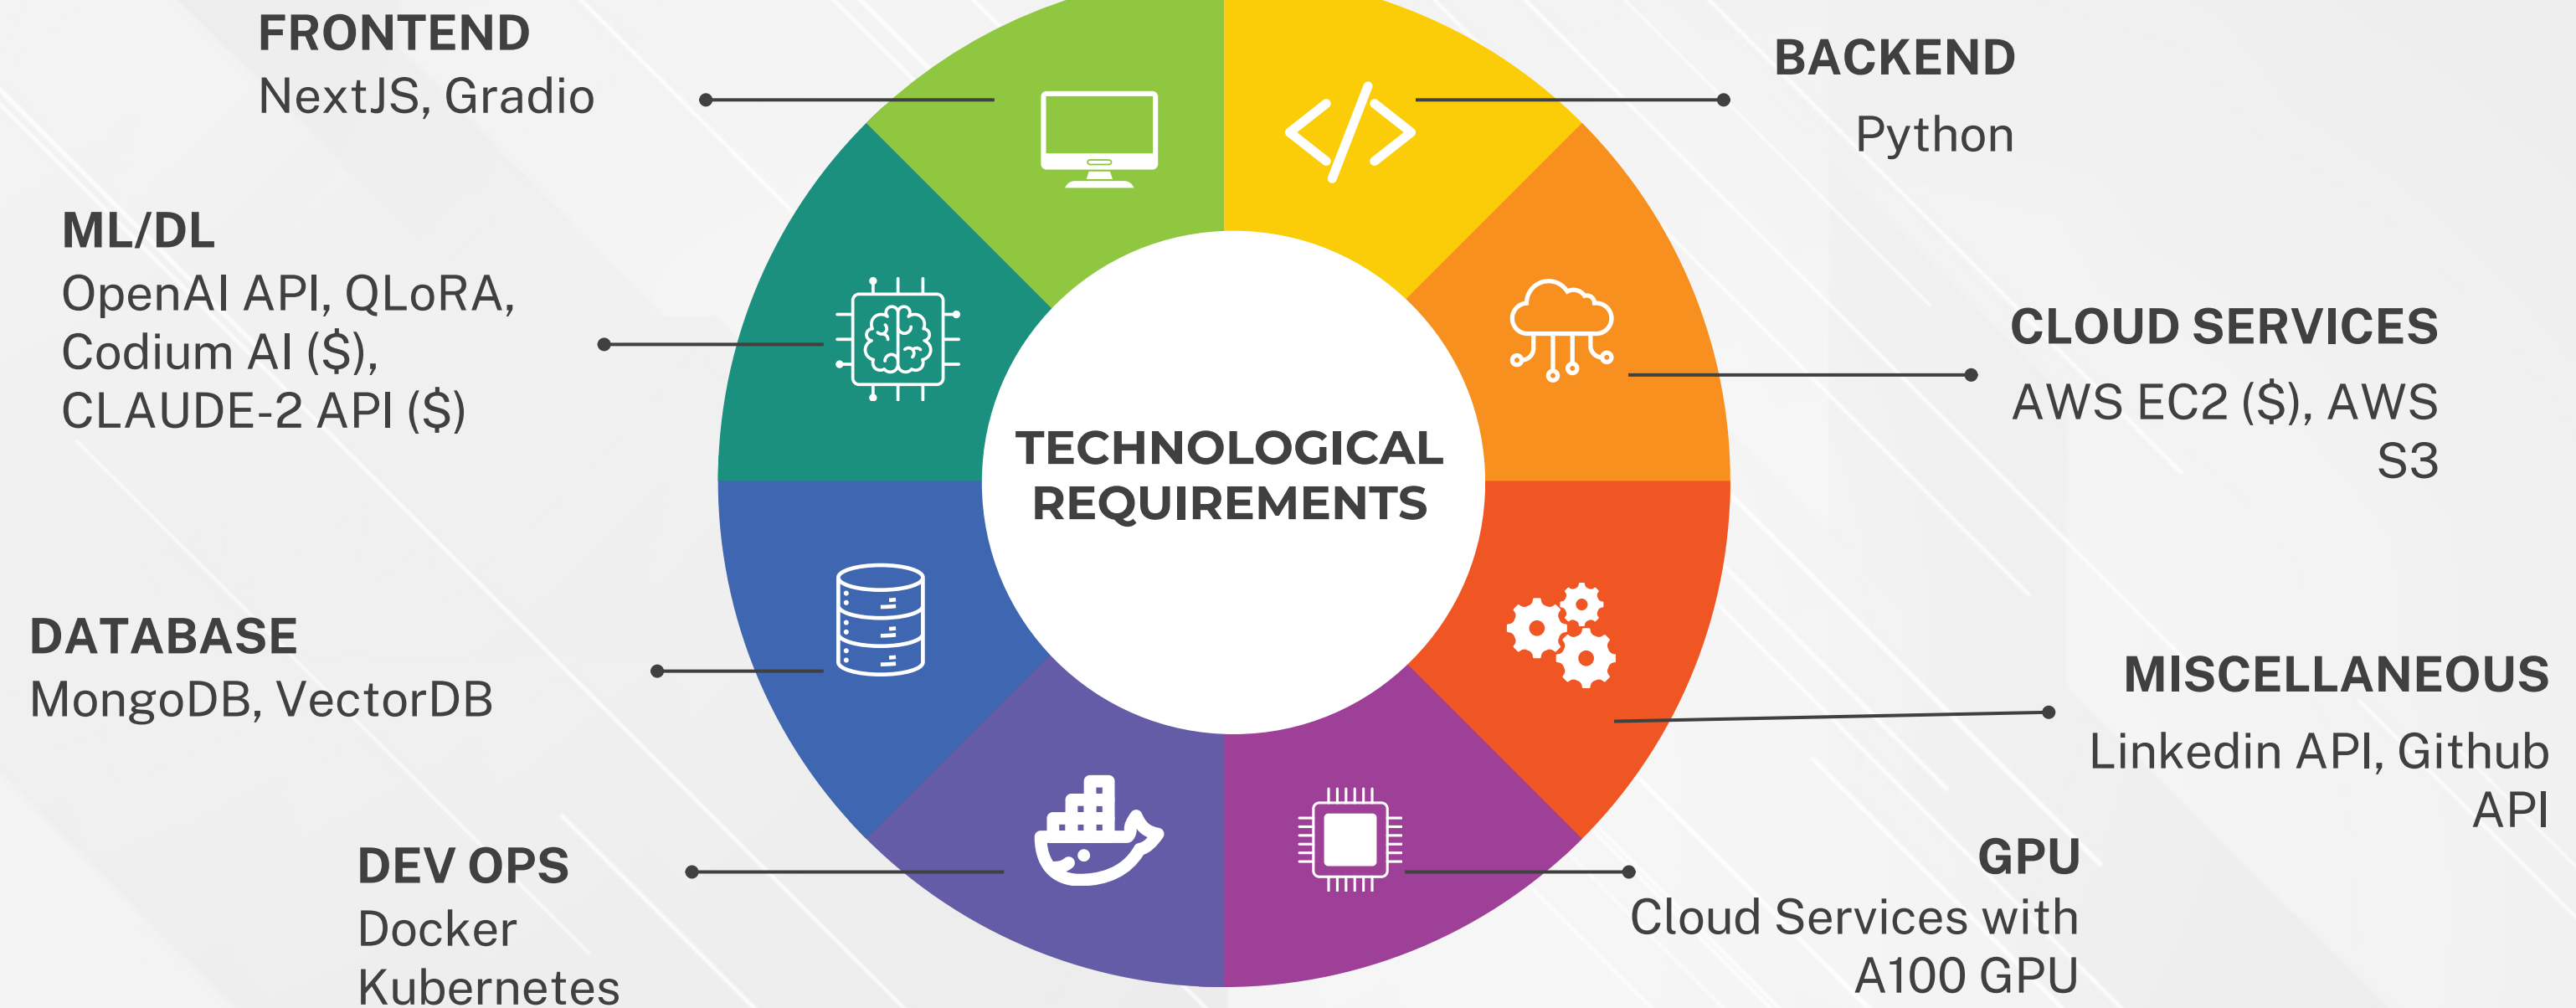 FRONTEND
NextJS, Gradio
ML/DL
OpenAI API, QLoRA,
Codium AI ($),
CLAUDE-2 API ($)
DATABASE
MongoDB, VectorDB
DEV OPS
Docker
Kubernetes
TECHNOLOGICAL
REQUIREMENTS
BACKEND
Python
CLOUD SERVICES
AWS EC2 ($), AWS
S3
MISCELLANEOUS
Linkedin API, Github
API
GPU
Cloud Services with
A100 GPU